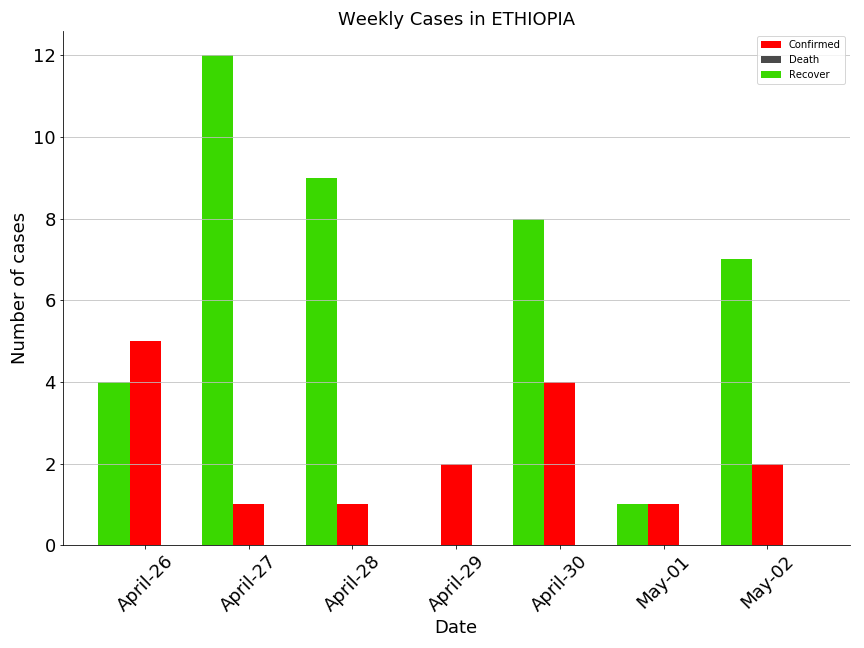 Weekly Cases in ETHIOPIA
Confirmed
Death
Recover
Number of cases
12
10
8
6
4
2
0
April-26
April-27
April-28
April-29
April-30
May-01
May-02
Date